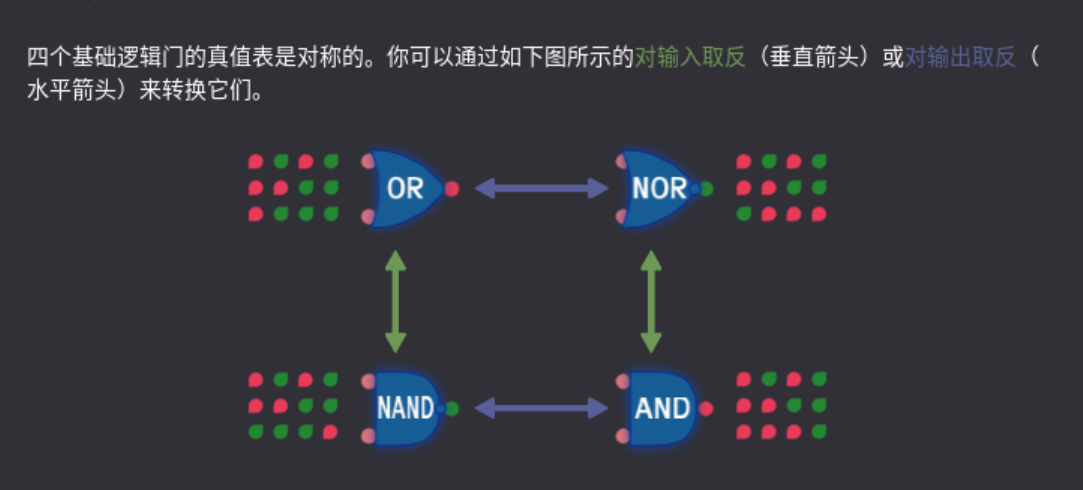 四个基础逻辑门的真值表是对称的。你可以通过如下图所示的对输入取反（垂直箭头）或对输出取反（
水平箭头）来转换它们。
OR
NOR
NAND
AND